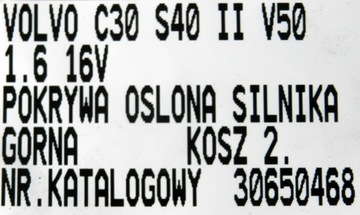 VOLVO C30 S40 II V50
1.6 16V
POKRYWA OSLONA SILNIKA
GORNA KOSZ 2.
NR.KATALOGOWY 30650468